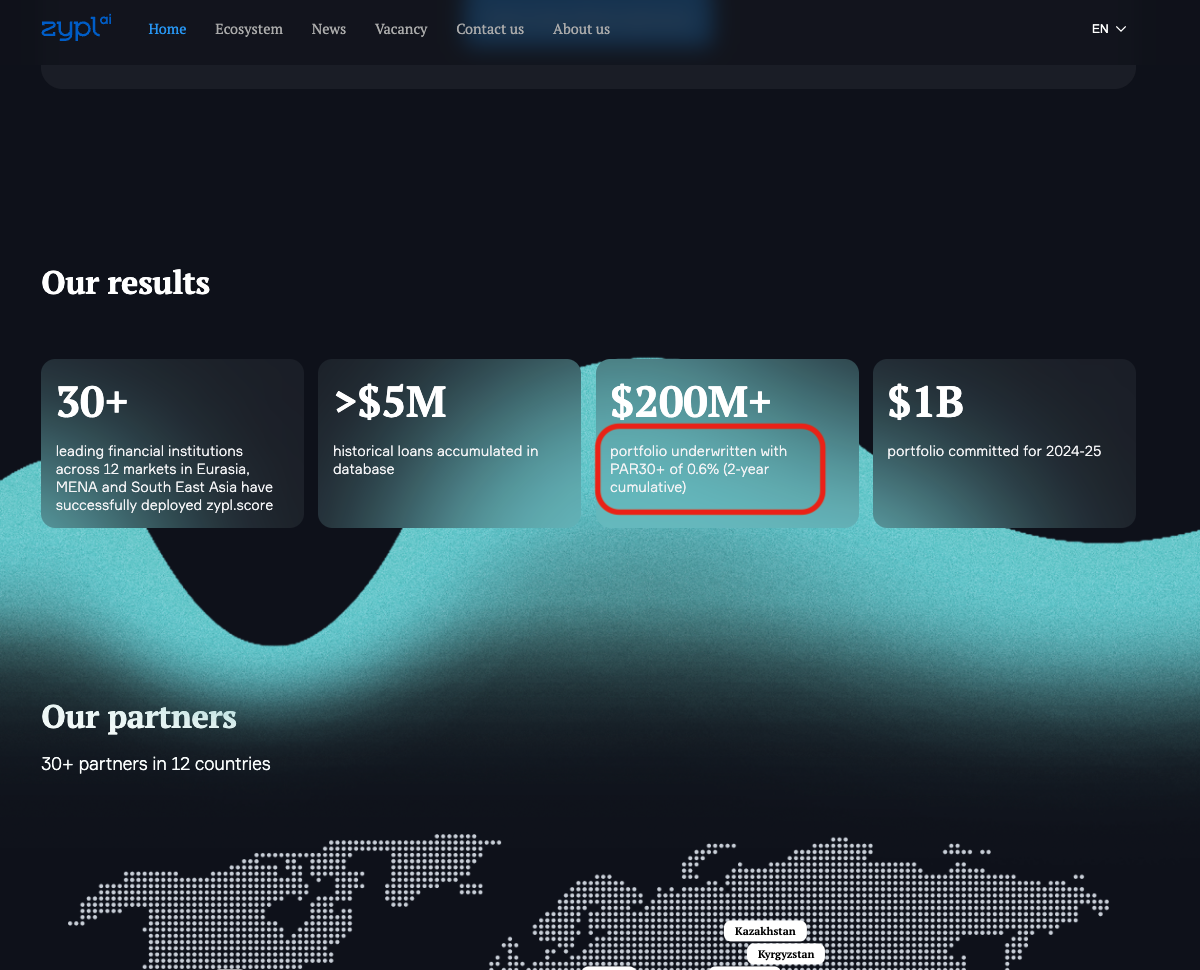 zypl ai
Home Ecosystem News Vacancy Contact us About us EN
Our results
30+
leading financial institutions
across 12 markets in Eurasia,
MENA and South East Asia have
successfully deployed zypl.score
>$5M
historical loans accumulated in
database
$200M+
portfolio underwritten with
PAR30+ of 0.6% (2-year
cumulative)
$1B
portfolio committed for 2024-25
Our partners
30+ partners in 12 countries
Kazakhstan
Kyrgyzstan